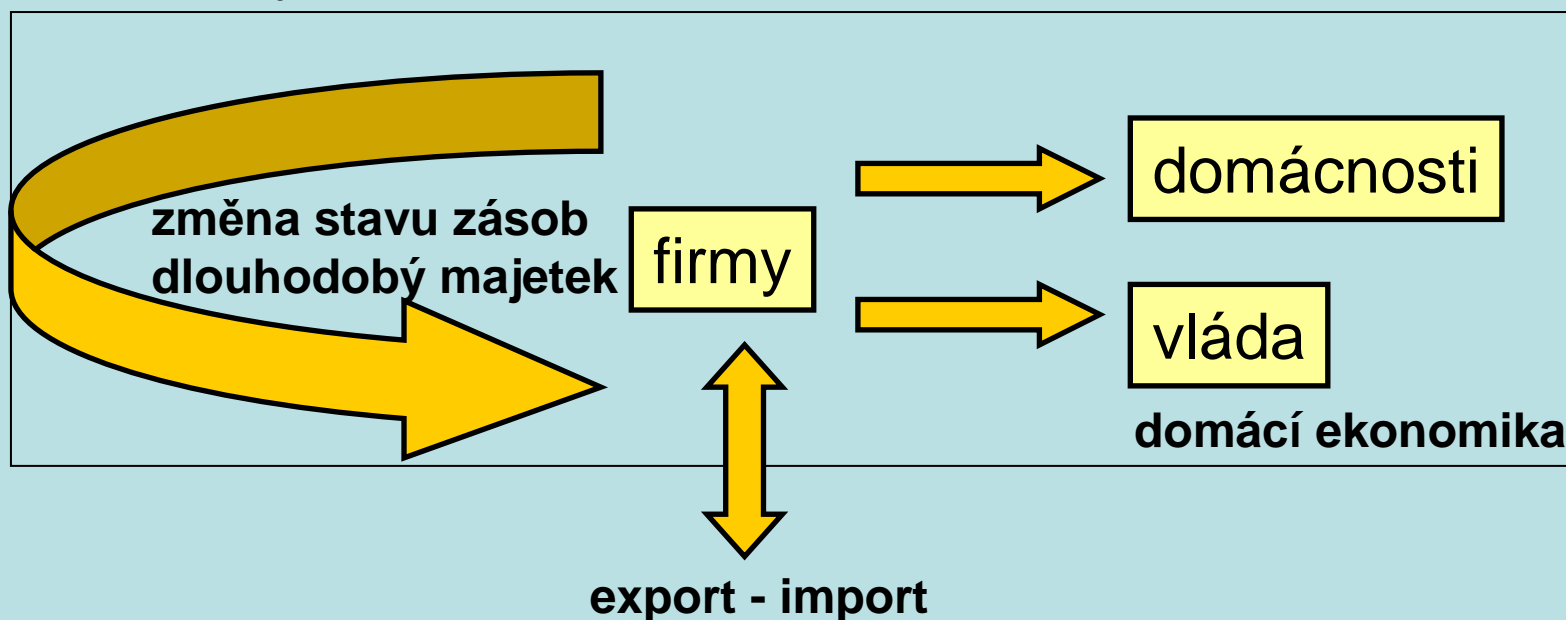 změna stavu zásob
dlouhodobý majetek
firmy
domácnosti
vláda
domácí ekonomika
export - import